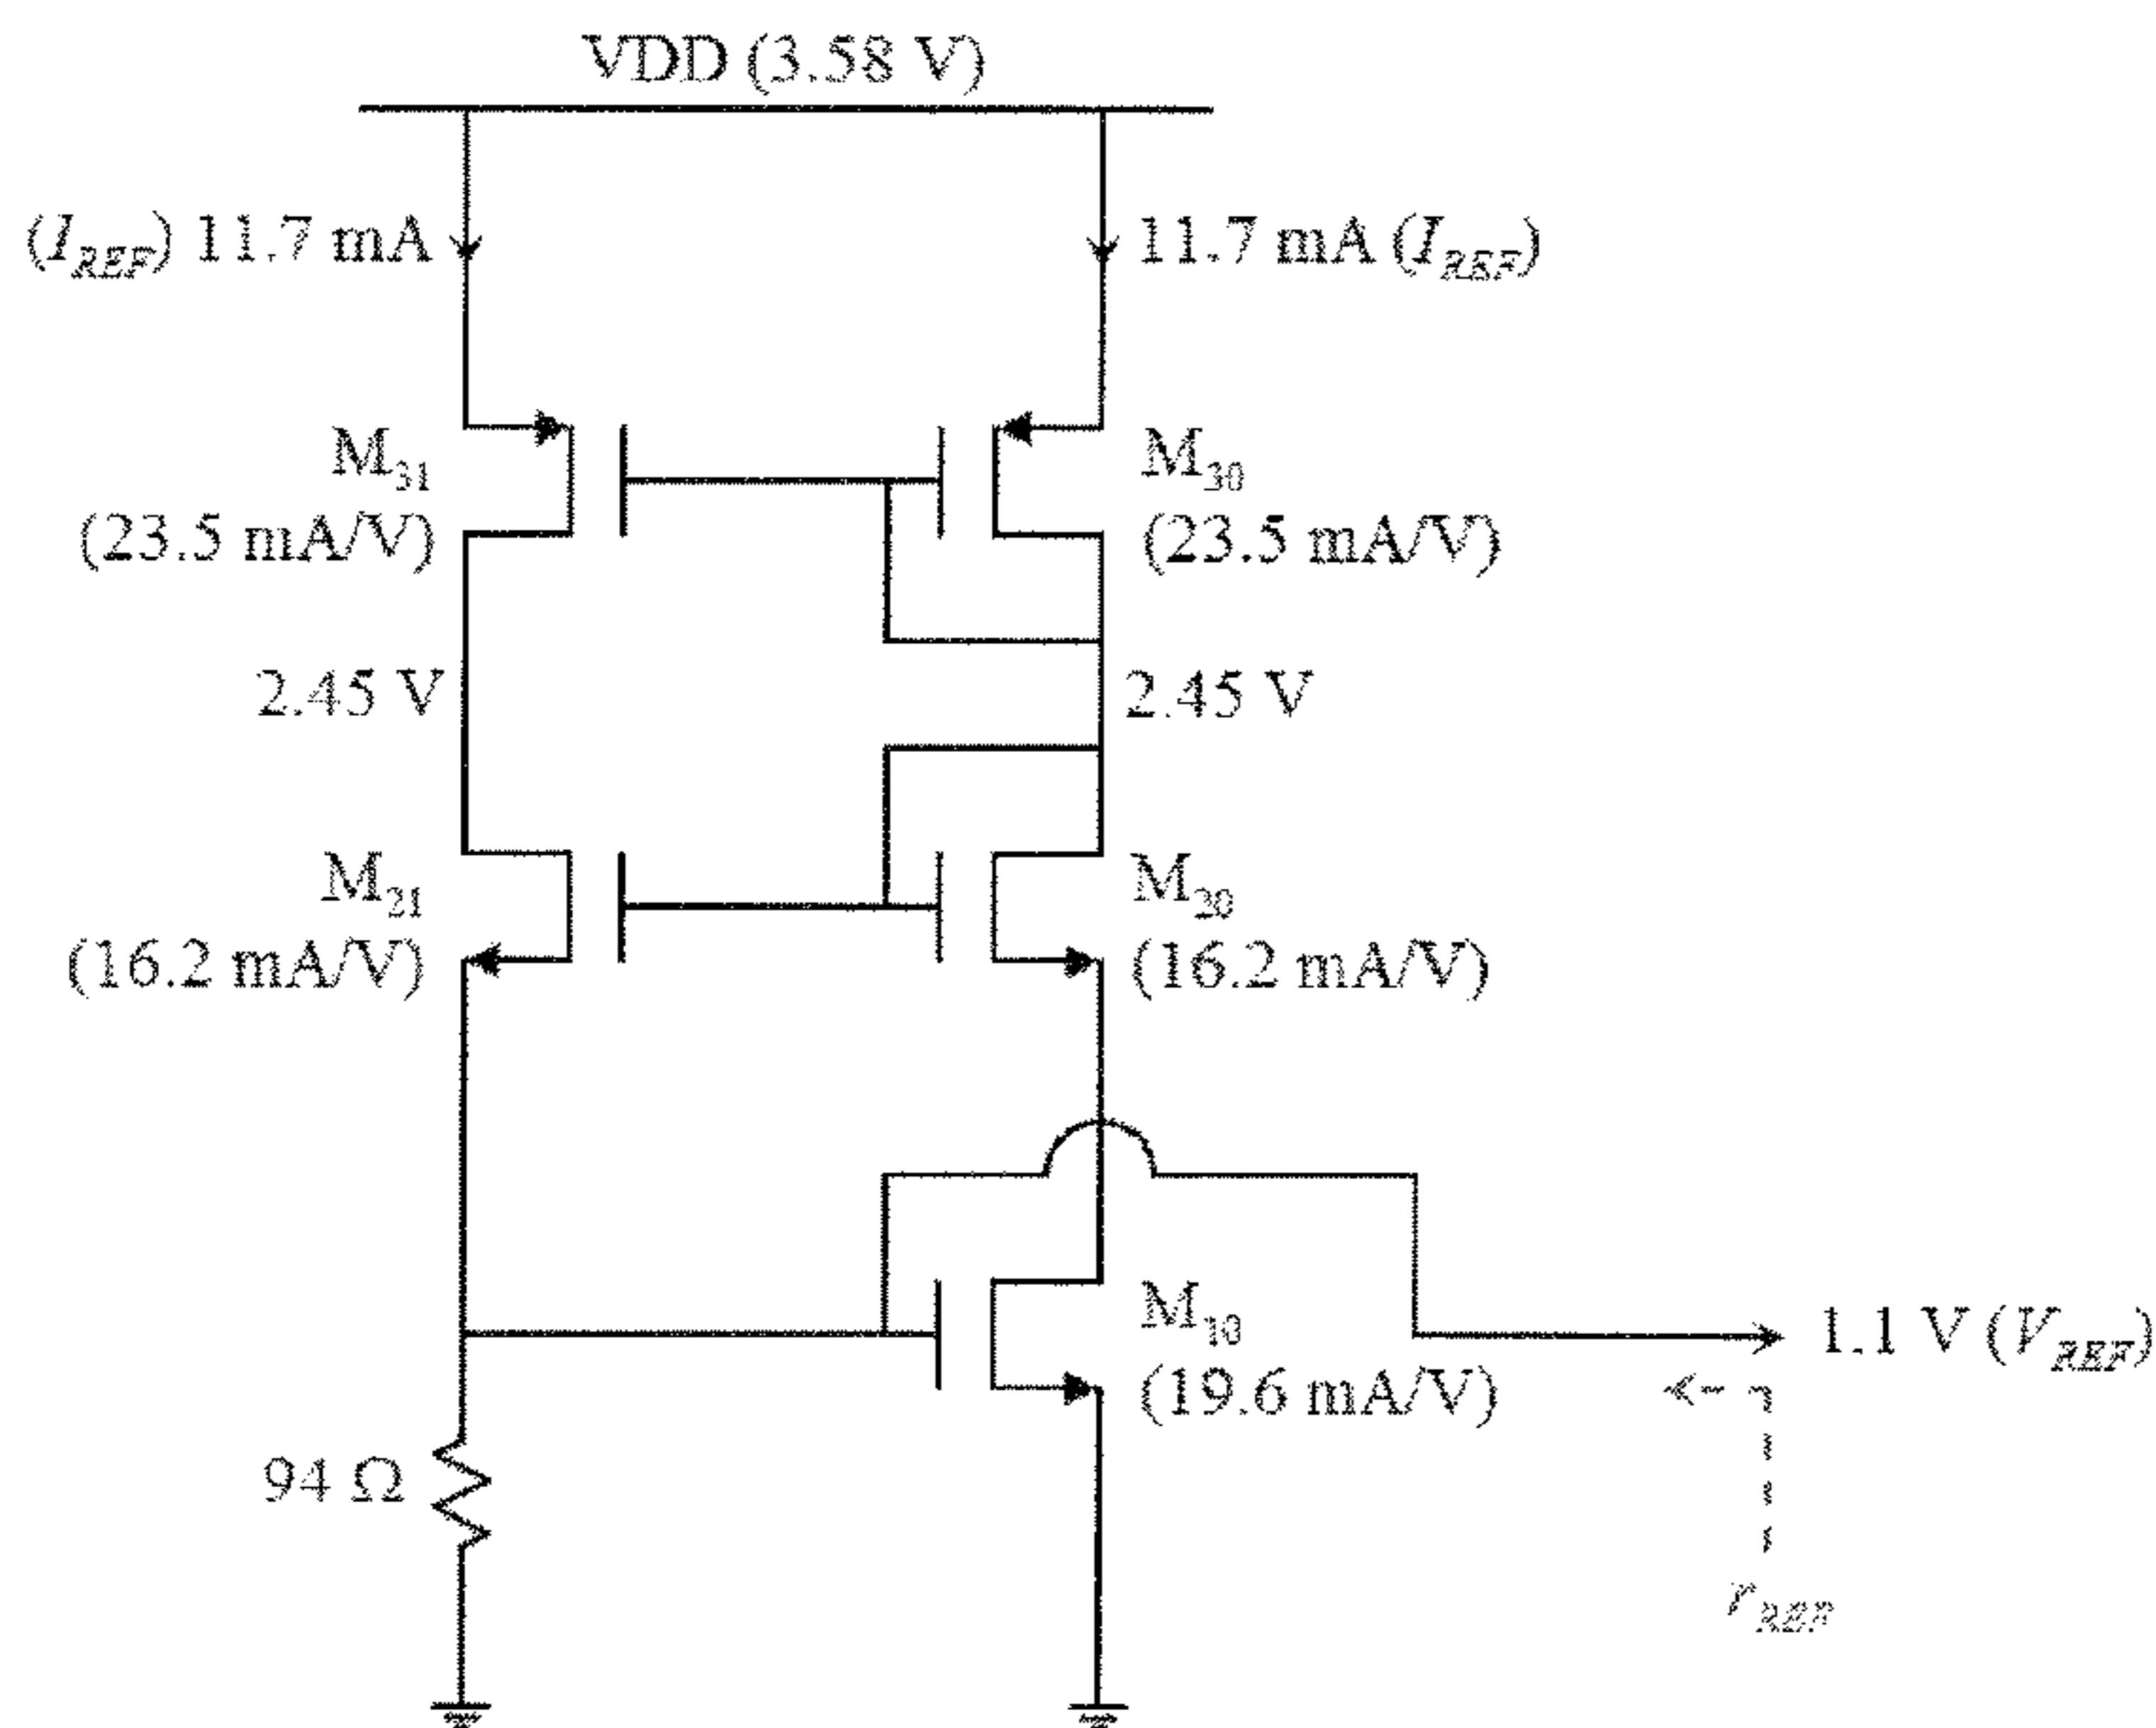 VDD (3.58 V)
(I_REF) 11.7 mA
11.7 mA (I_REF)
M31
(23.5 mA/V)
M30
(23.5 mA/V)
2.45 V
2.45 V
M21
(16.2 mA/V)
M20
(16.2 mA/V)
M10
(19.6 mA/V)
1.1 V (V_REF)
94 Ω
r_REF